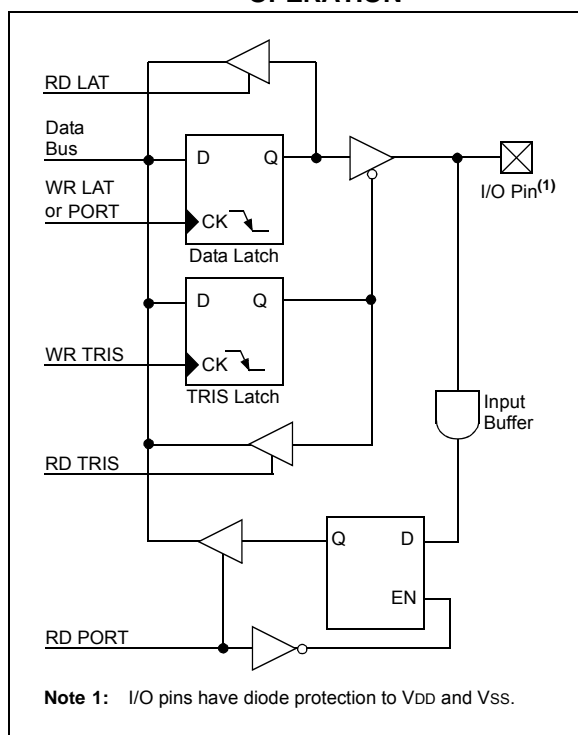 OPERATION
RD LAT
Data
Bus
D Q
WR LAT
or PORT
CK
Data Latch
I/O Pin(1)
D Q
WR TRIS
CK
TRIS Latch
Input
Buffer
RD TRIS
Q D
EN
RD PORT
Note 1: I/O pins have diode protection to VDD and VSS.